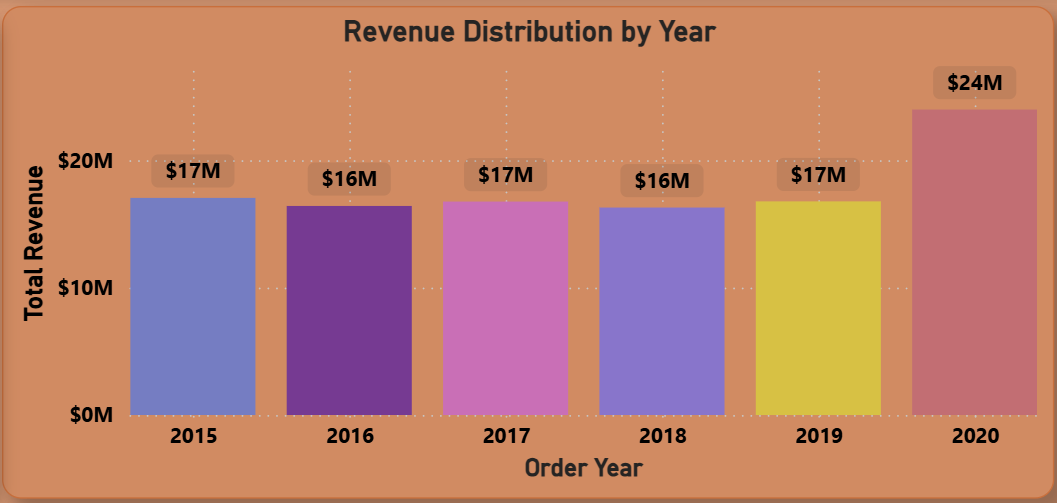 Revenue Distribution by Year
Total Revenue
$20M
$10M
$0M
$17M
$16M
$17M
$16M
$17M
$24M
2015 2016 2017 2018 2019 2020
Order Year